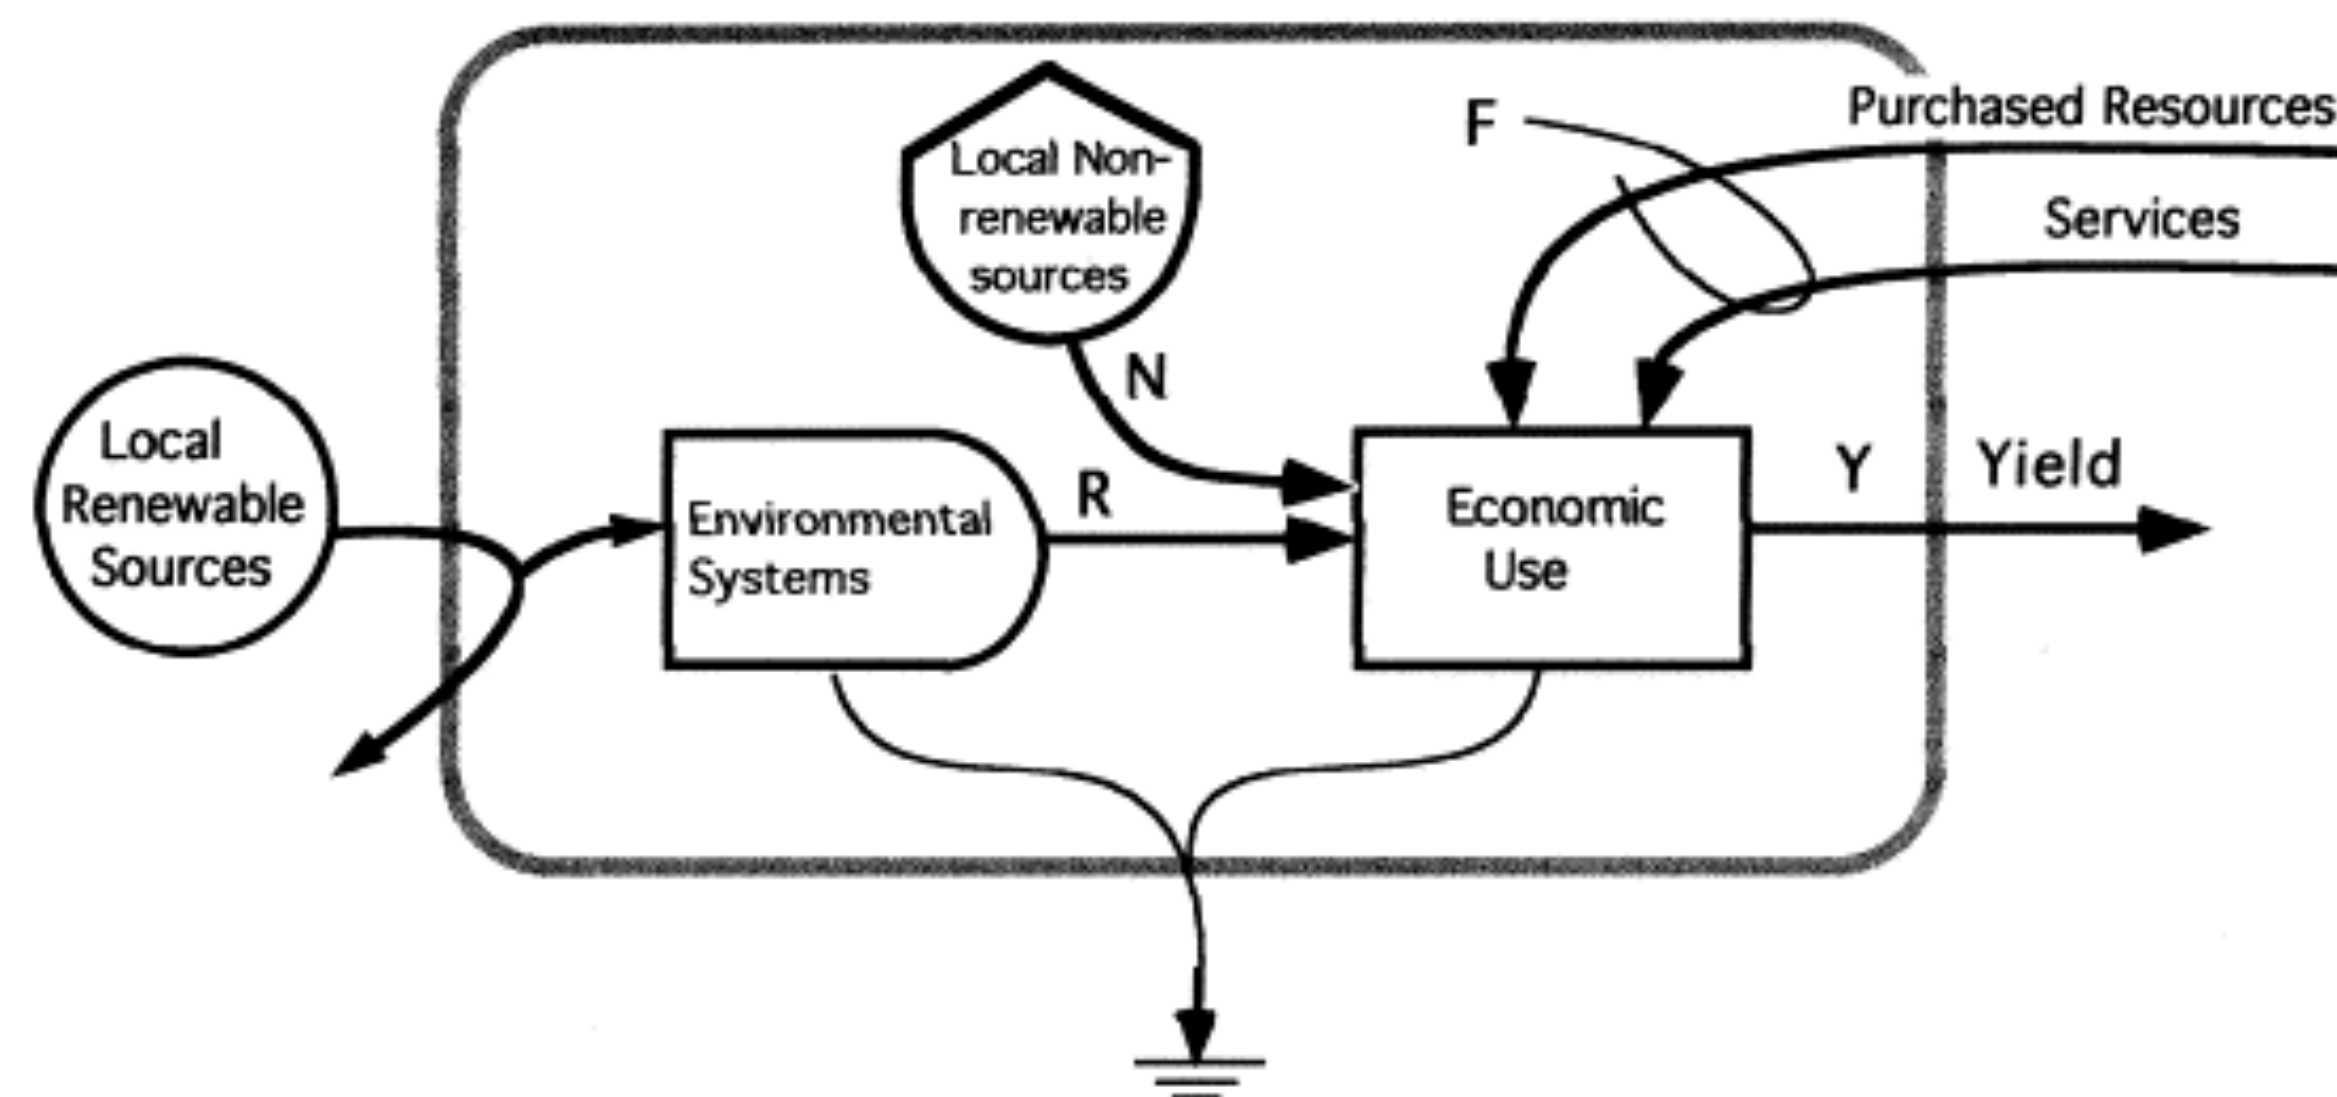 Local Non-
renewable
sources
F
Purchased Resources
Services
N
Local
Renewable
Sources
Environmental
Systems
R
Economic
Use
Y
Yield